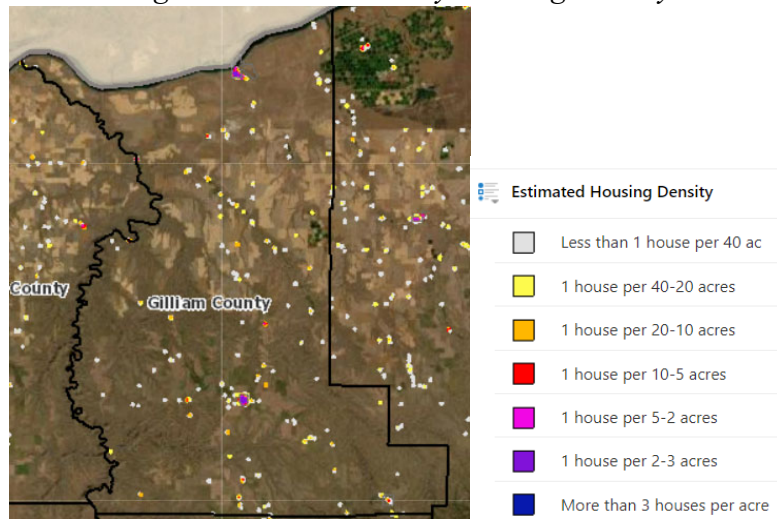 County
Gilliam County
Estimated Housing Density
Less than 1 house per 40 ac
1 house per 40-20 acres
1 house per 20-10 acres
1 house per 10-5 acres
1 house per 5-2 acres
1 house per 2-3 acres
More than 3 houses per acre